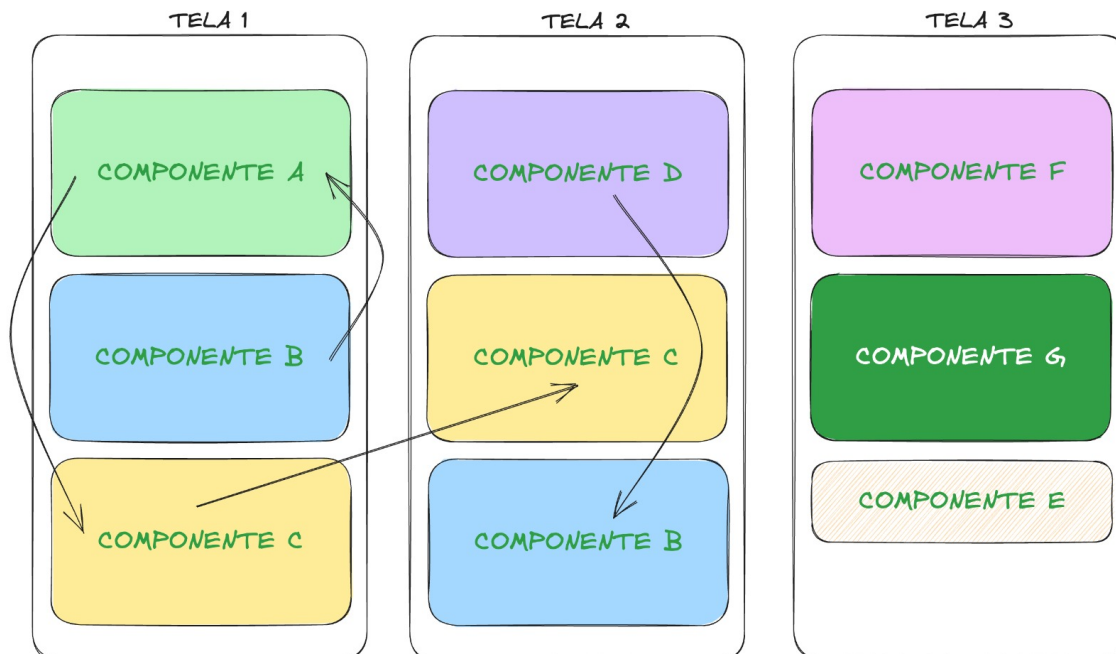 TELA 1
COMPONENTE A
COMPONENTE B
COMPONENTE C
TELA 2
COMPONENTE D
COMPONENTE C
COMPONENTE B
TELA 3
COMPONENTE F
COMPONENTE G
COMPONENTE E